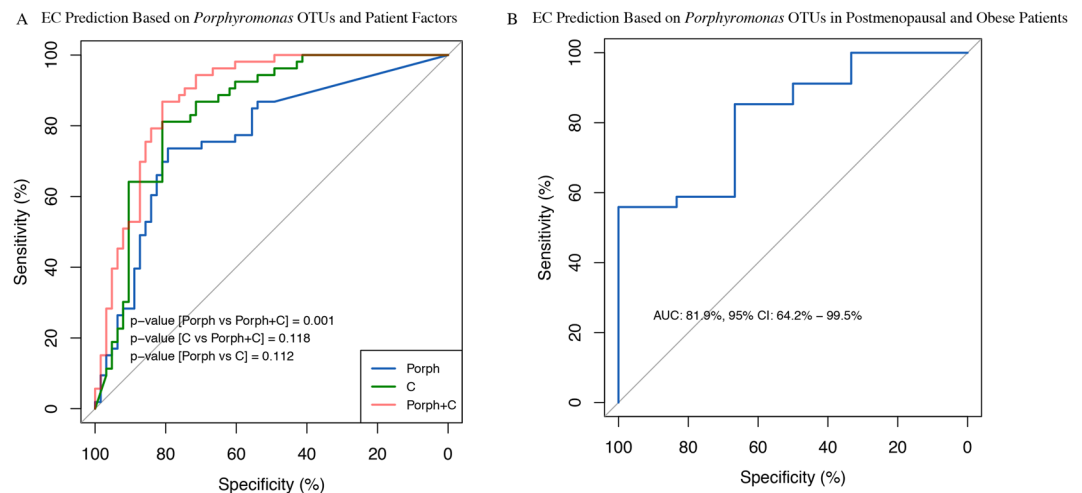 A EC Prediction Based on Porphyromonas OTUs and Patient Factors
100
80
60
40
20
0
Sensitivity (%)
p−value [Porph vs Porph+C] = 0.001
p−value [C vs Porph+C] = 0.118
p−value [Porph vs C] = 0.112
Porph
C
Porph+C
100 80 60 40 20 0
Specificity (%)
B EC Prediction Based on Porphyromonas OTUs in Postmenopausal and Obese Patients
100
80
60
40
20
0
Sensitivity (%)
AUC: 81.9%, 95% CI: 64.2% − 99.5%
100 80 60 40 20 0
Specificity (%)